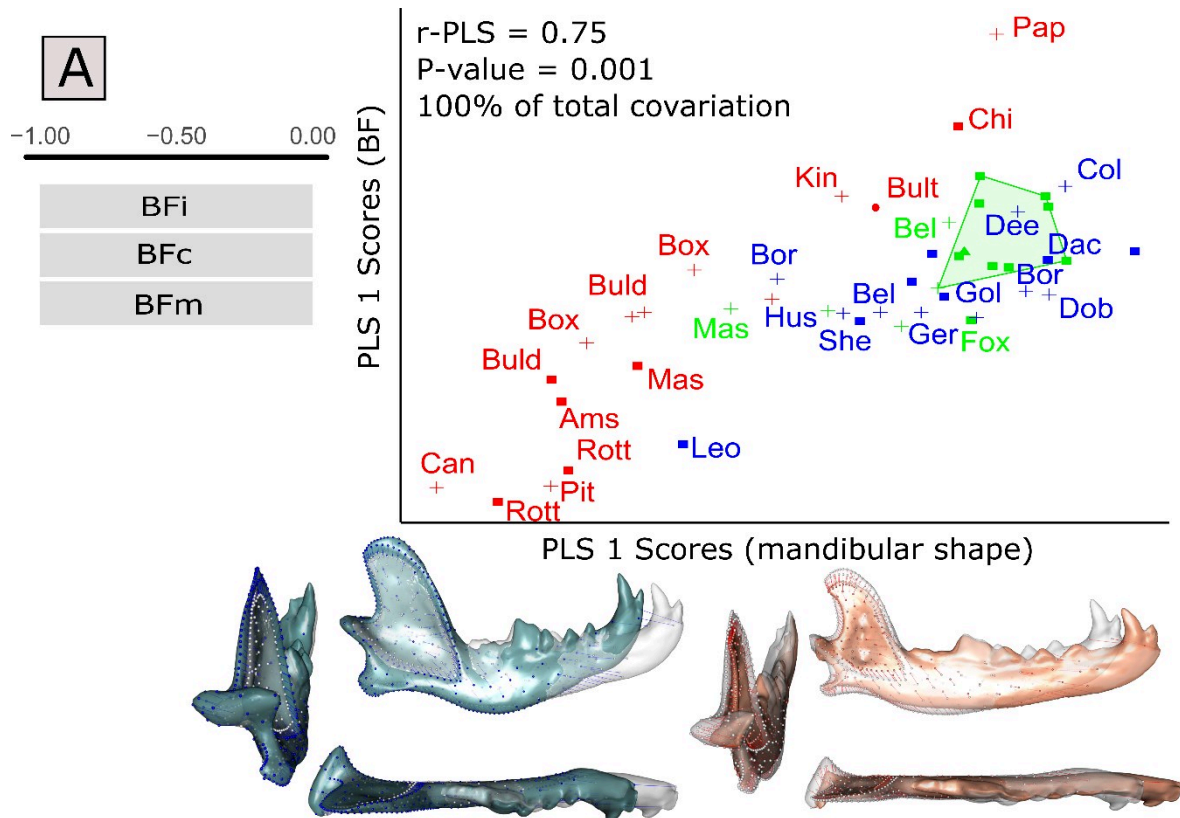 A
−1.00 −0.50 0.00
BFi
BFc
BFm
PLS 1 Scores (BF)
r-PLS = 0.75
P-value = 0.001
100% of total covariation
Pap
Chi
Kin
Bult
Col
Bel
Dee
Dac
Box
Bor
Bor
Buld
Bel
Gol
Dob
Box
Mas
Hus
She
Ger
Fox
Buld
Mas
Ams
Rott
Leo
Can
Pit
Rott
PLS 1 Scores (mandibular shape)